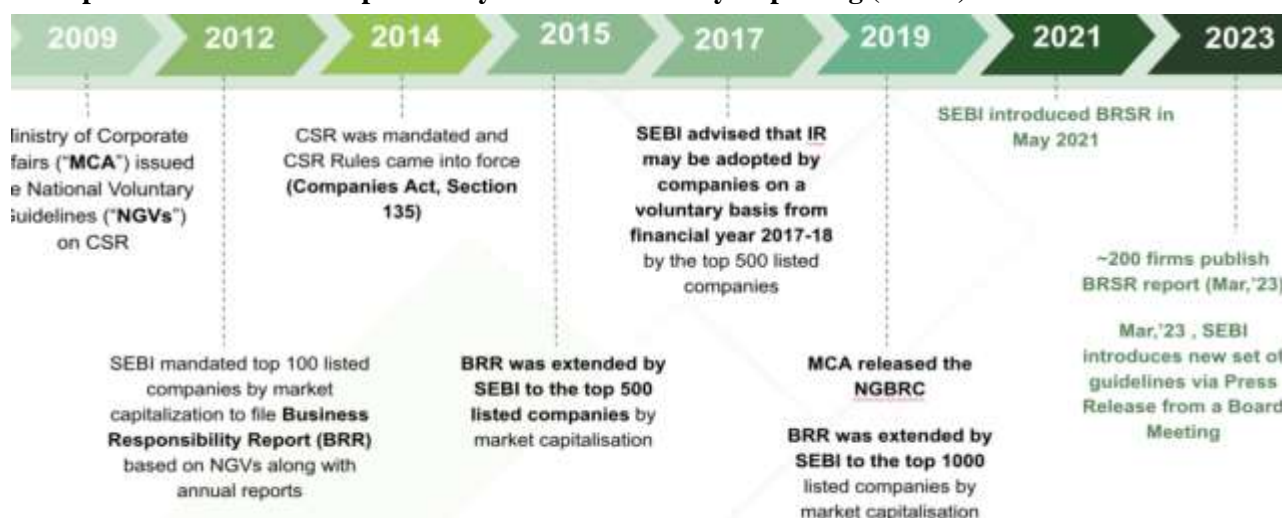 2009 2012 2014 2015 2017 2019 2021 2023
inistry of Corporate
fairs ("MCA") issued
e National Voluntary
uidelines ("NGVs")
on CSR
SEBI mandated top 100 listed
companies by market
capitalization to file Business
Responsibility Report (BRR)
based on NGVs along with
annual reports
CSR was mandated and
CSR Rules came into force
(Companies Act, Section
135)
BRR was extended by
SEBI to the top 500
listed companies by
market capitalisation
SEBI advised that IR
may be adopted by
companies on a
voluntary basis from
financial year 2017-18
by the top 500 listed
companies
MCA released the
NGBRC
BRR was extended by
SEBI to the top 1000
listed companies by
market capitalisation
SEBI introduced BRSR in
May 2021
~200 firms publish
BRSR report (Mar,'23)
Mar,'23 , SEBI
introduces new set of
guidelines via Press
Release from a Board
Meeting